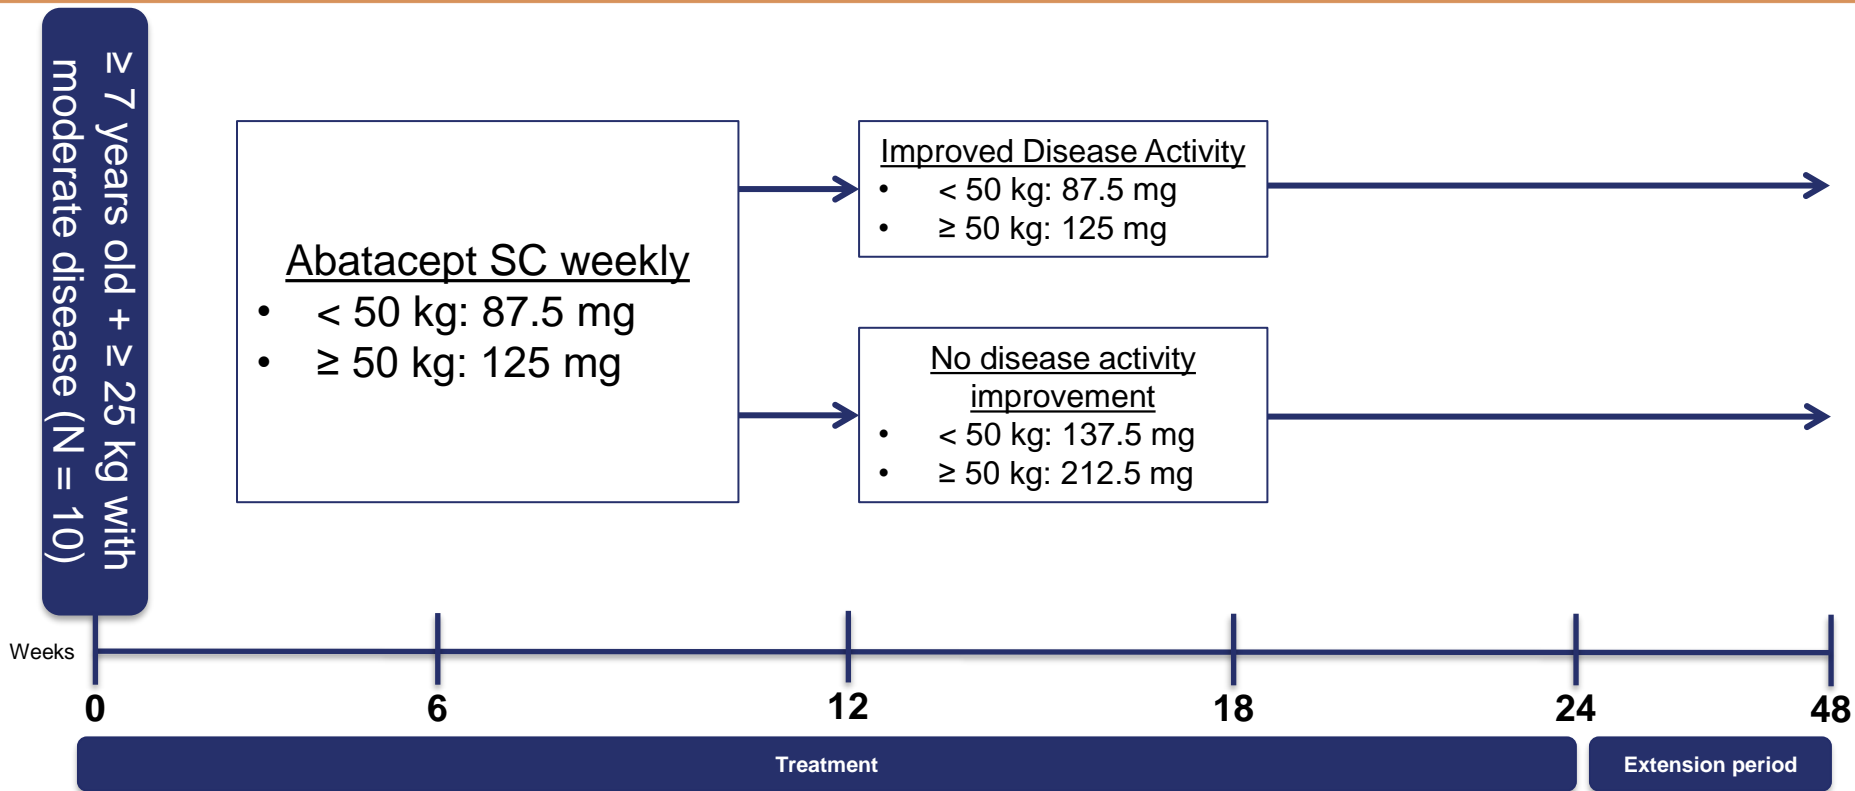 ≥ 7 years old + ≥ 25 kg with
moderate disease (N = 10)
Abatacept SC weekly
• < 50 kg: 87.5 mg
• ≥ 50 kg: 125 mg
Improved Disease Activity
• < 50 kg: 87.5 mg
• ≥ 50 kg: 125 mg
No disease activity
improvement
• < 50 kg: 137.5 mg
• ≥ 50 kg: 212.5 mg
Weeks
0 6 12 18 24 48
Treatment Extension period